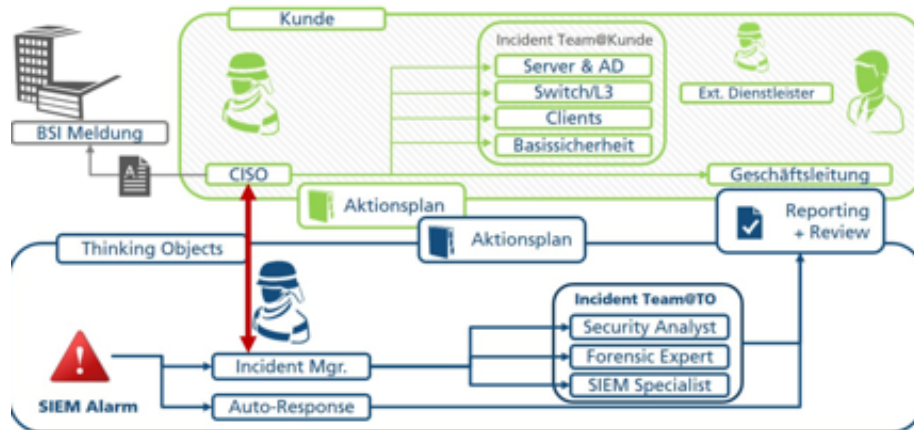 Kunde
Incident Team@Kunde
Server & AD
Switch/L3
Clients
Basissicherheit
Ext. Dienstleister
BSI Meldung
A
CISO
Geschäftsleitung
Aktionsplan
Aktionsplan
Reporting
+ Review
Thinking Objects
Incident Team@TO
Security Analyst
Forensic Expert
SIEM Specialist
Incident Mgr.
Auto-Response
SIEM Alarm